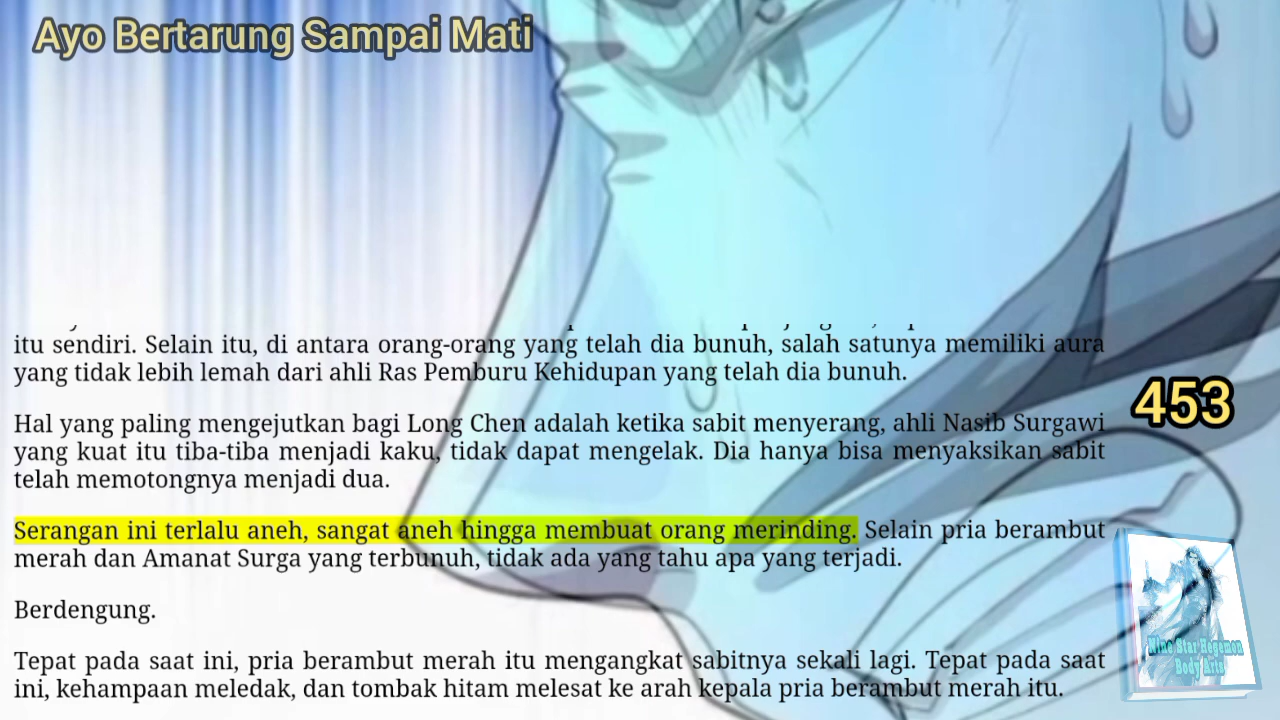 Ayo Bertarung Sampai Mati
itu sendiri. Selain itu, di antara orang-orang yang telah dia bunuh, salah satunya memiliki aura
yang tidak lebih lemah dari ahli Ras Pemburu Kehidupan yang telah dia bunuh.
Hal yang paling mengejutkan bagi Long Chen adalah ketika sabit menyerang, ahli Nasib Surgawi
yang kuat itu tiba-tiba menjadi kaku, tidak dapat mengelak. Dia hanya bisa menyaksikan sabit
telah memotongnya menjadi dua.
453
Serangan ini terlalu aneh, sangat aneh hingga membuat orang merinding. Selain pria berambut
merah dan Amanat Surga yang terbunuh, tidak ada yang tahu apa yang terjadi.
Berdengung.
Tepat pada saat ini, pria berambut merah itu mengangkat sabitnya sekali lagi. Tepat pada saat
ini, kehampaan meledak, dan tombak hitam melesat ke arah kepala pria berambut merah itu.
Nine Star Hegemon
Body Arts